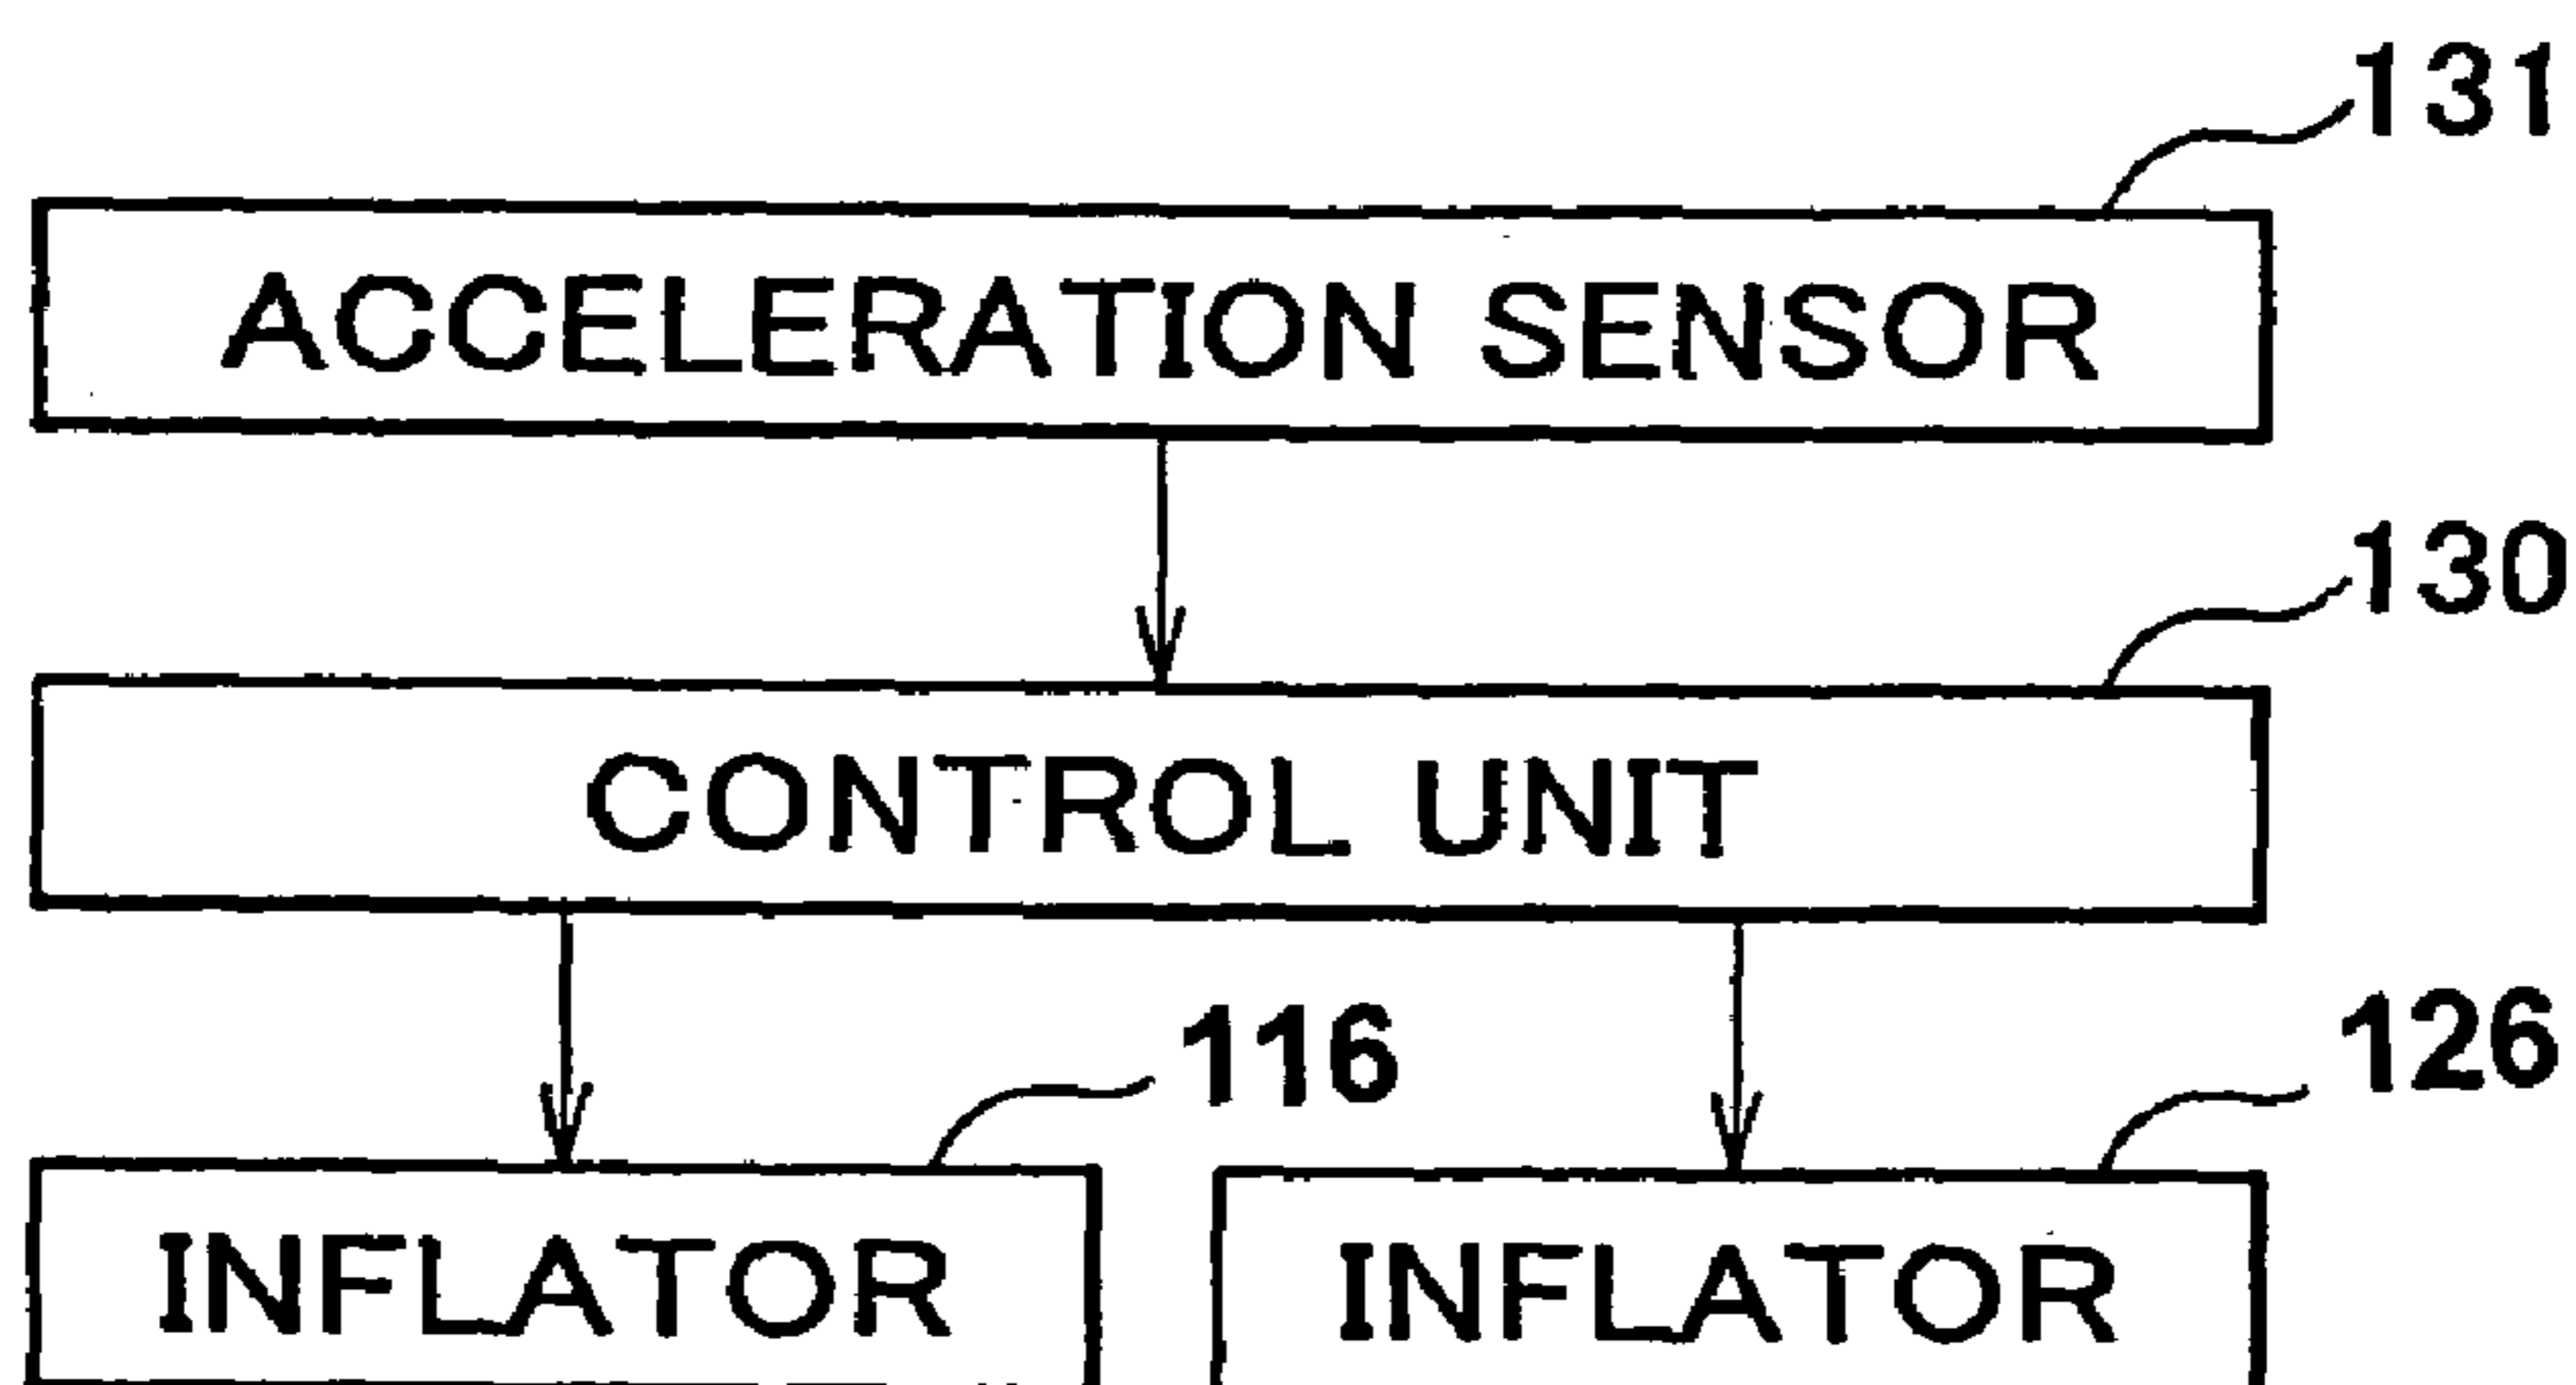 131
ACCELERATION SENSOR
130
CONTROL UNIT
116
126
INFLATOR
INFLATOR